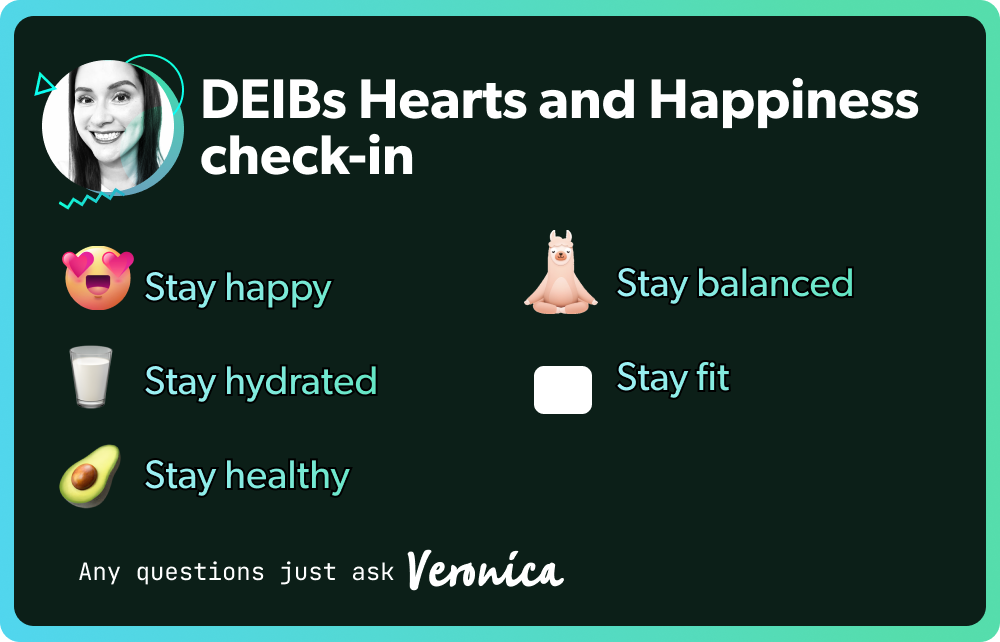 DEIBs Hearts and Happiness
check-in
Stay happy
Stay hydrated
Stay healthy
Stay balanced
Stay fit
Any questions just ask Veronica